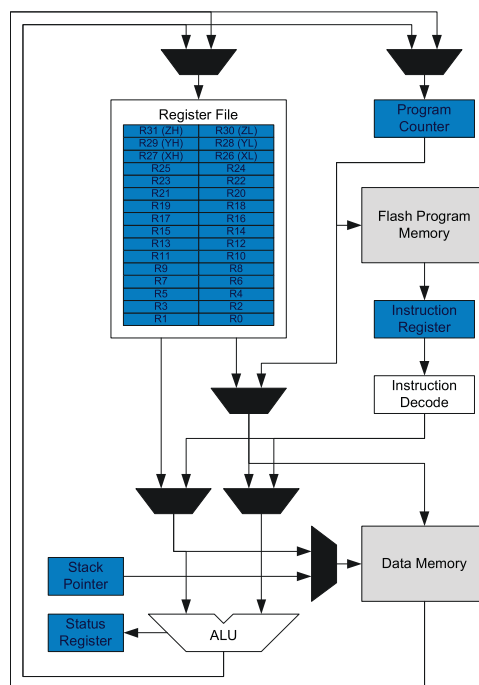 Register File
R31 (ZH) R30 (ZL)
R29 (YH) R28 (YL)
R27 (XH) R26 (XL)
R25 R24
R23 R22
R21 R20
R19 R18
R17 R16
R15 R14
R13 R12
R11 R10
R9 R8
R7 R6
R5 R4
R3 R2
R1 R0
Program
Counter
Flash Program
Memory
Instruction
Register
Instruction
Decode
Data Memory
Stack
Pointer
Status
Register
ALU